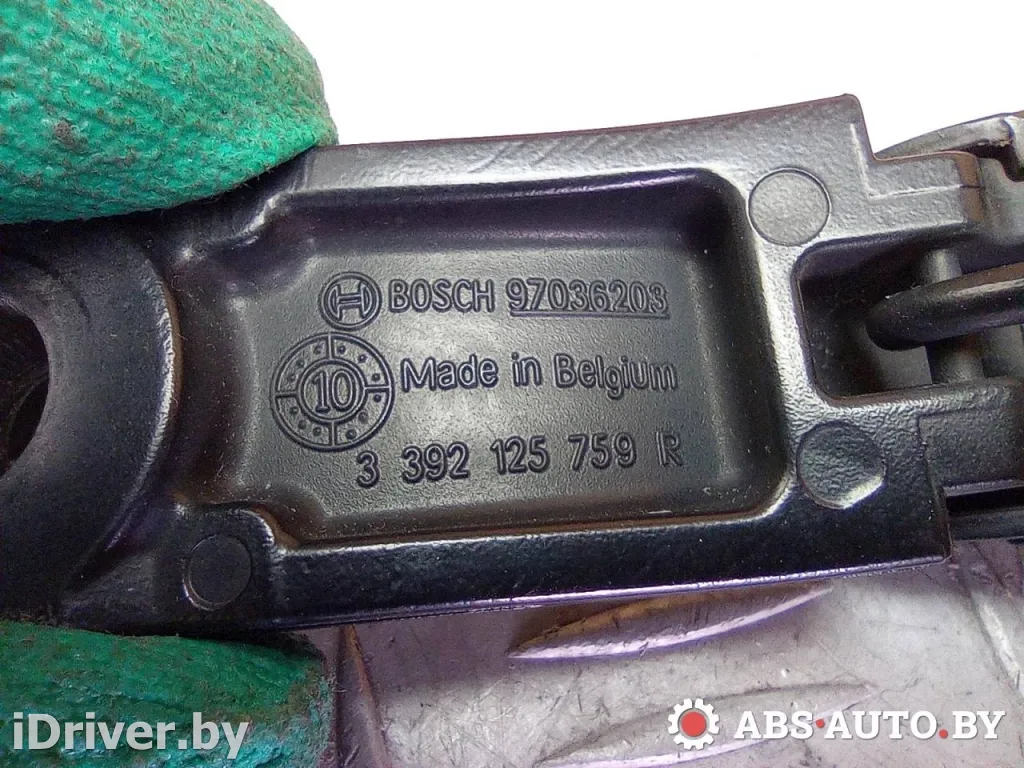 BOSCH 97036203
10 Made in Belgium
3 392 125 759 R
iDriver.by
ABS-AUTO.BY